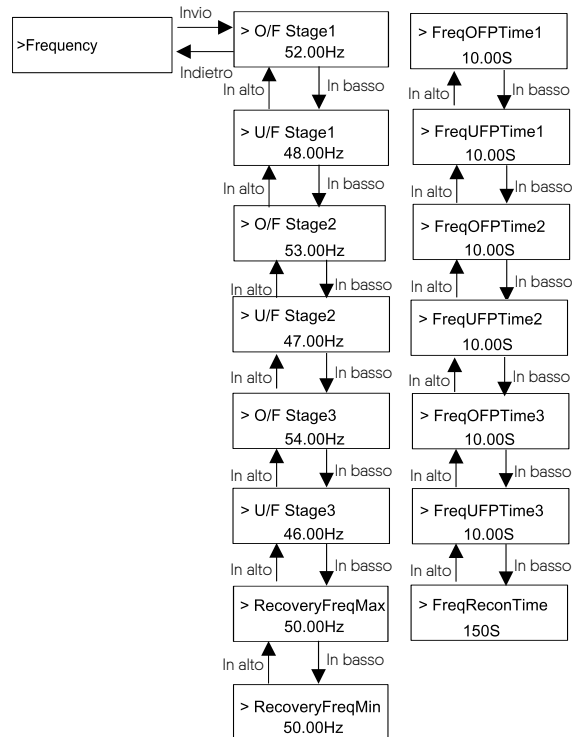 >Frequency
Invio
Indietro
> O/F Stage1
52.00Hz
In alto
In basso
> U/F Stage1
48.00Hz
In alto
In basso
> O/F Stage2
53.00Hz
In alto
In basso
> U/F Stage2
47.00Hz
In alto
In basso
> O/F Stage3
54.00Hz
In alto
In basso
> U/F Stage3
46.00Hz
In alto
In basso
> RecoveryFreqMax
50.00Hz
In alto
In basso
> RecoveryFreqMin
50.00Hz
> FreqOFPTime1
10.00S
In alto
In basso
> FreqUFPTime1
10.00S
In alto
In basso
> FreqOFPTime2
10.00S
In alto
In basso
> FreqUFPTime2
10.00S
In alto
In basso
> FreqOFPTime3
10.00S
In alto
In basso
> FreqUFPTime3
10.00S
In alto
In basso
> FreqReconTime
150S